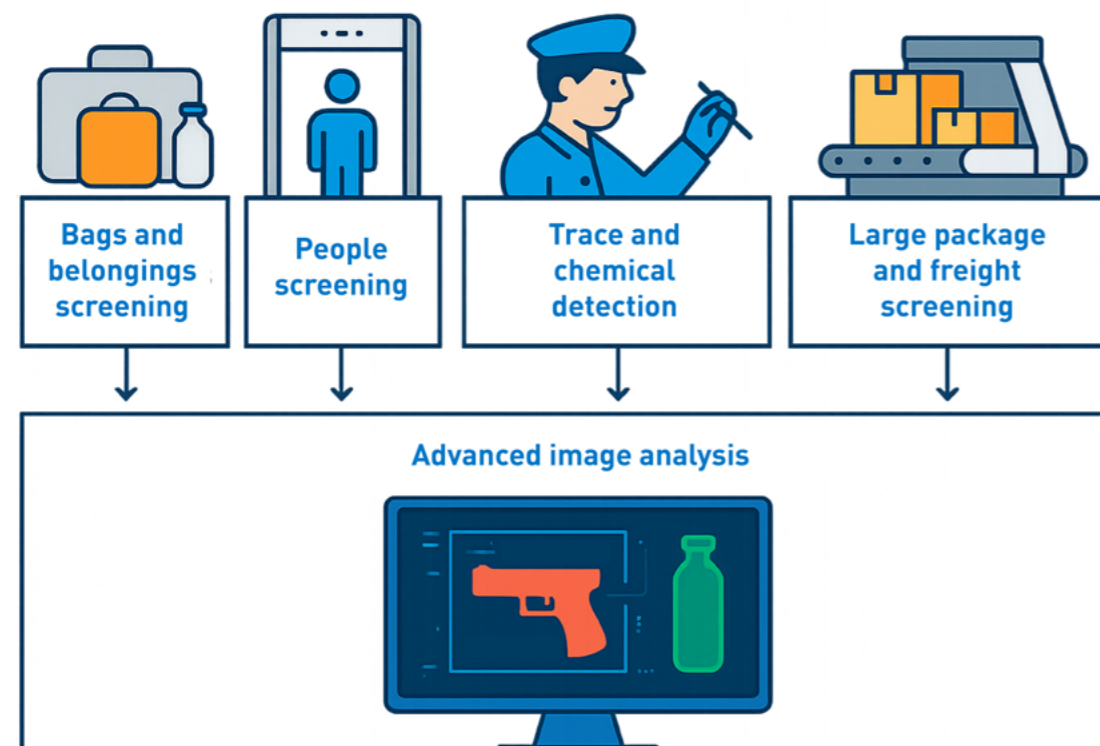 Bags and
belongings
screening
People
screening
Trace and
chemical
detection
Large package
and freight
screening
Advanced image analysis